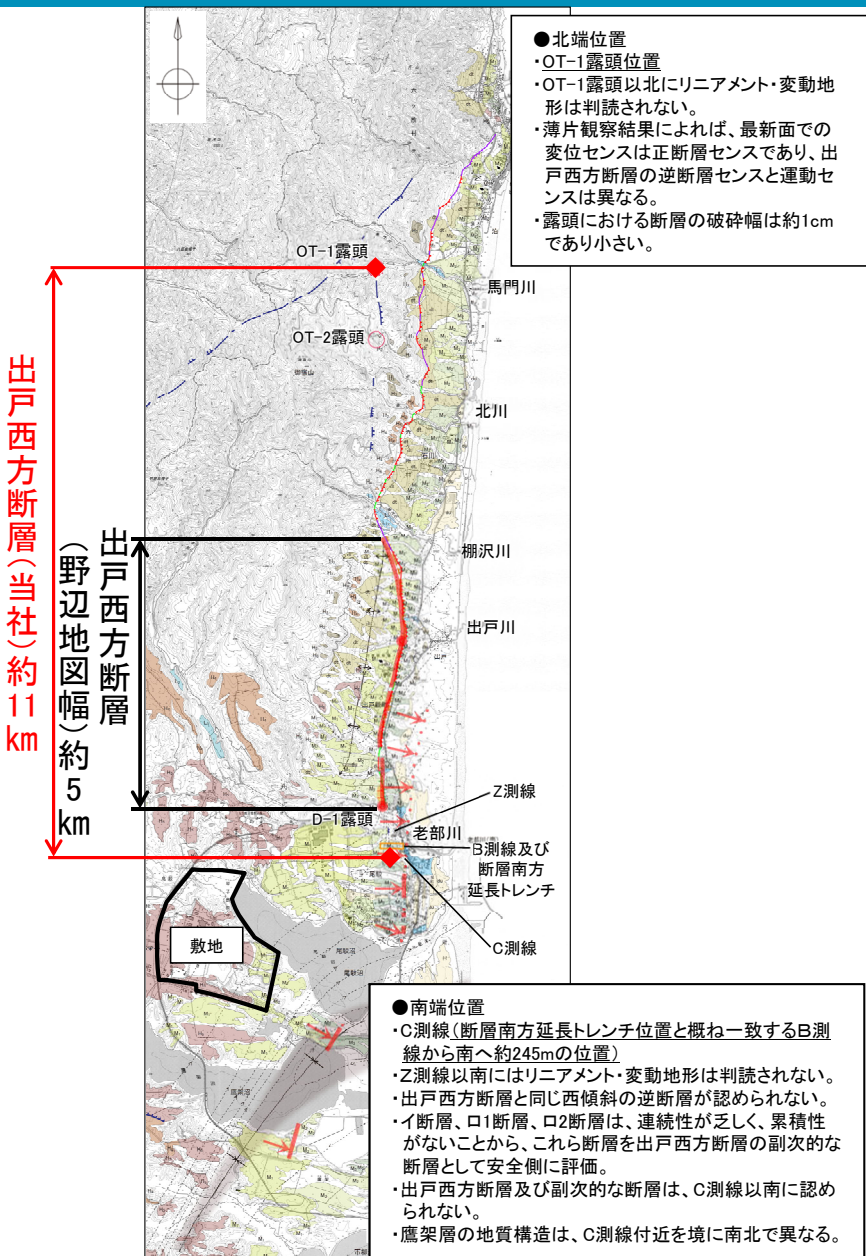 ●北端位置
・OT-1露頭位置
・OT-1露頭以北にリニアメント・変動地
形は判読されない。
・薄片観察結果によれば、最新面での
変位センスは正断層センスであり、出
戸西方断層の逆断層センスと運動セ
ンスは異なる。
・露頭における断層の破砕幅は約1cm
であり小さい。
OT-1露頭
馬門川
OT-2露頭
御宿山
北川
石川
棚沢川
出戸川
出戸
出戸西方断層(当社)約11km
出戸西方断層
(野辺地図幅)約5km
Z測線
D-1露頭
老部川
B測線及び
断層南方
延長トレンチ
尾駮
C測線
敷地
尾駮沼
鷹架沼
●南端位置
・C測線(断層南方延長トレンチ位置と概ね一致するB測
線から南へ約245mの位置)
・Z測線以南にはリニアメント・変動地形は判読されない。
・出戸西方断層と同じ西傾斜の逆断層が認められない。
・イ断層、ロ1断層、ロ2断層は、連続性が乏しく、累積性
がないことから、これら断層を出戸西方断層の副次的な
断層として安全側に評価。
・出戸西方断層及び副次的な断層は、C測線以南に認め
られない。
・鷹架層の地質構造は、C測線付近を境に南北で異なる。